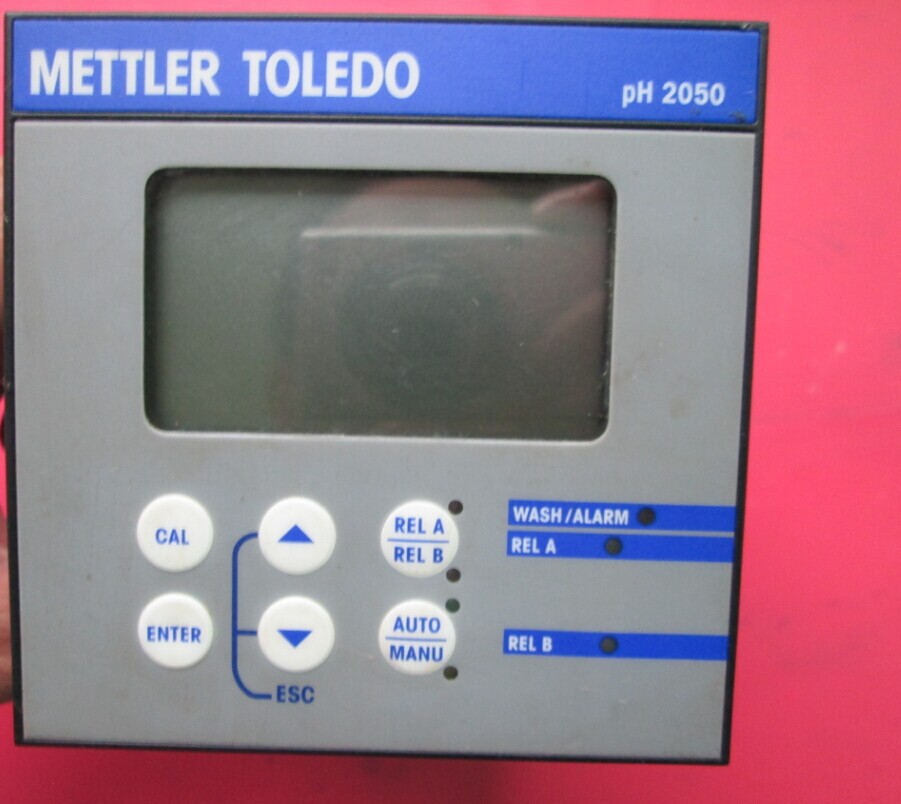 METTLER TOLEDO
pH 2050
CAL
REL A
REL B
WASH/ALARM
REL A
ENTER
AUTO
MANU
REL B
ESC